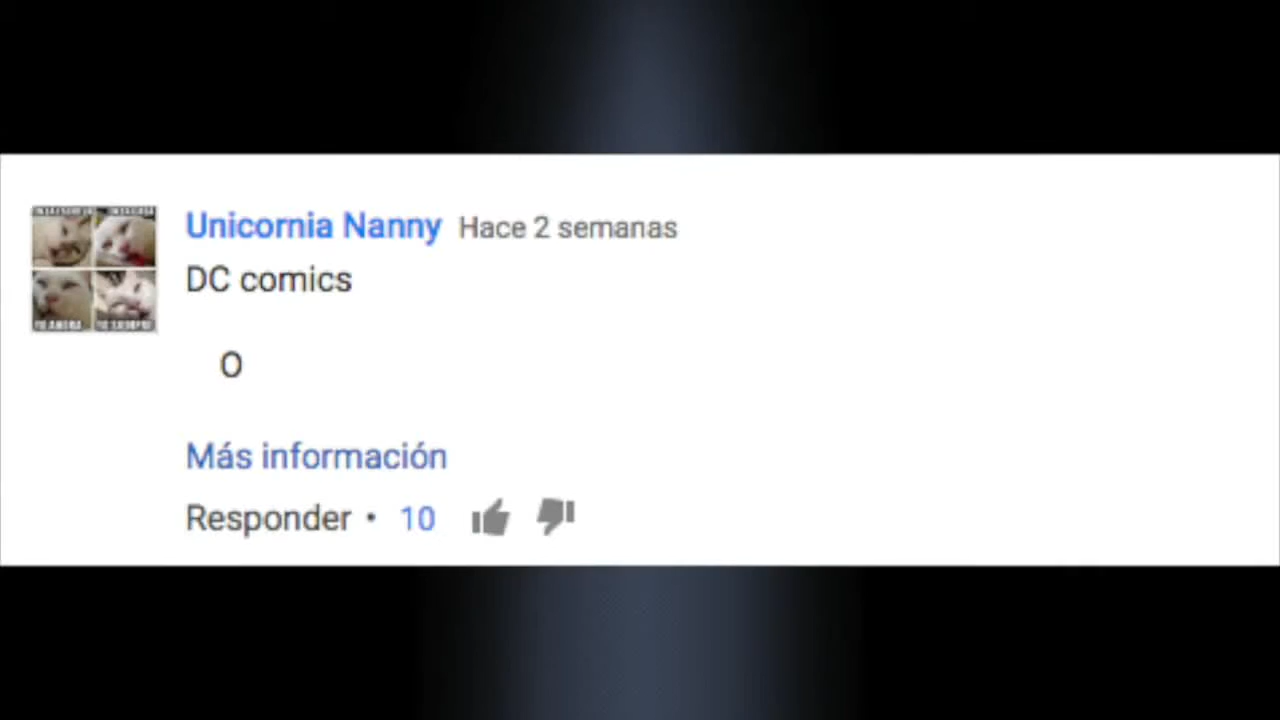 Unicornia Nanny Hace 2 semanas
DC comics
O
Más información
Responder • 10